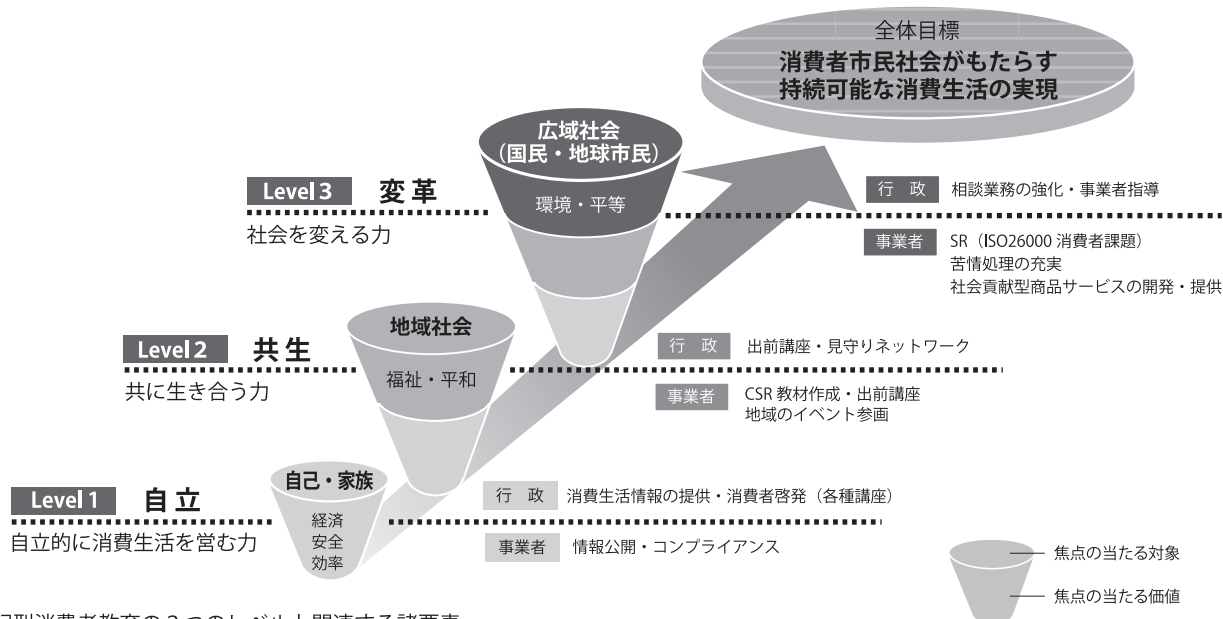 全体目標
消費者市民社会がもたらす
持続可能な消費生活の実現
広域社会
（国民・地球市民）
環境・平等
Level 3 変革
社会を変える力
行 政 相談業務の強化・事業者指導
事業者 SR（ISO26000 消費者課題）
苦情処理の充実
社会貢献型商品サービスの開発・提供
地域社会
福祉・平和
Level 2 共生
共に生き合う力
行 政 出前講座・見守りネットワーク
事業者 CSR 教材作成・出前講座
地域のイベント参画
自己・家族
経済
安全
効率
Level 1 自立
自立的に消費生活を営む力
行 政 消費生活情報の提供・消費者啓発（各種講座）
事業者 情報公開・コンプライアンス
焦点の当たる対象
焦点の当たる価値